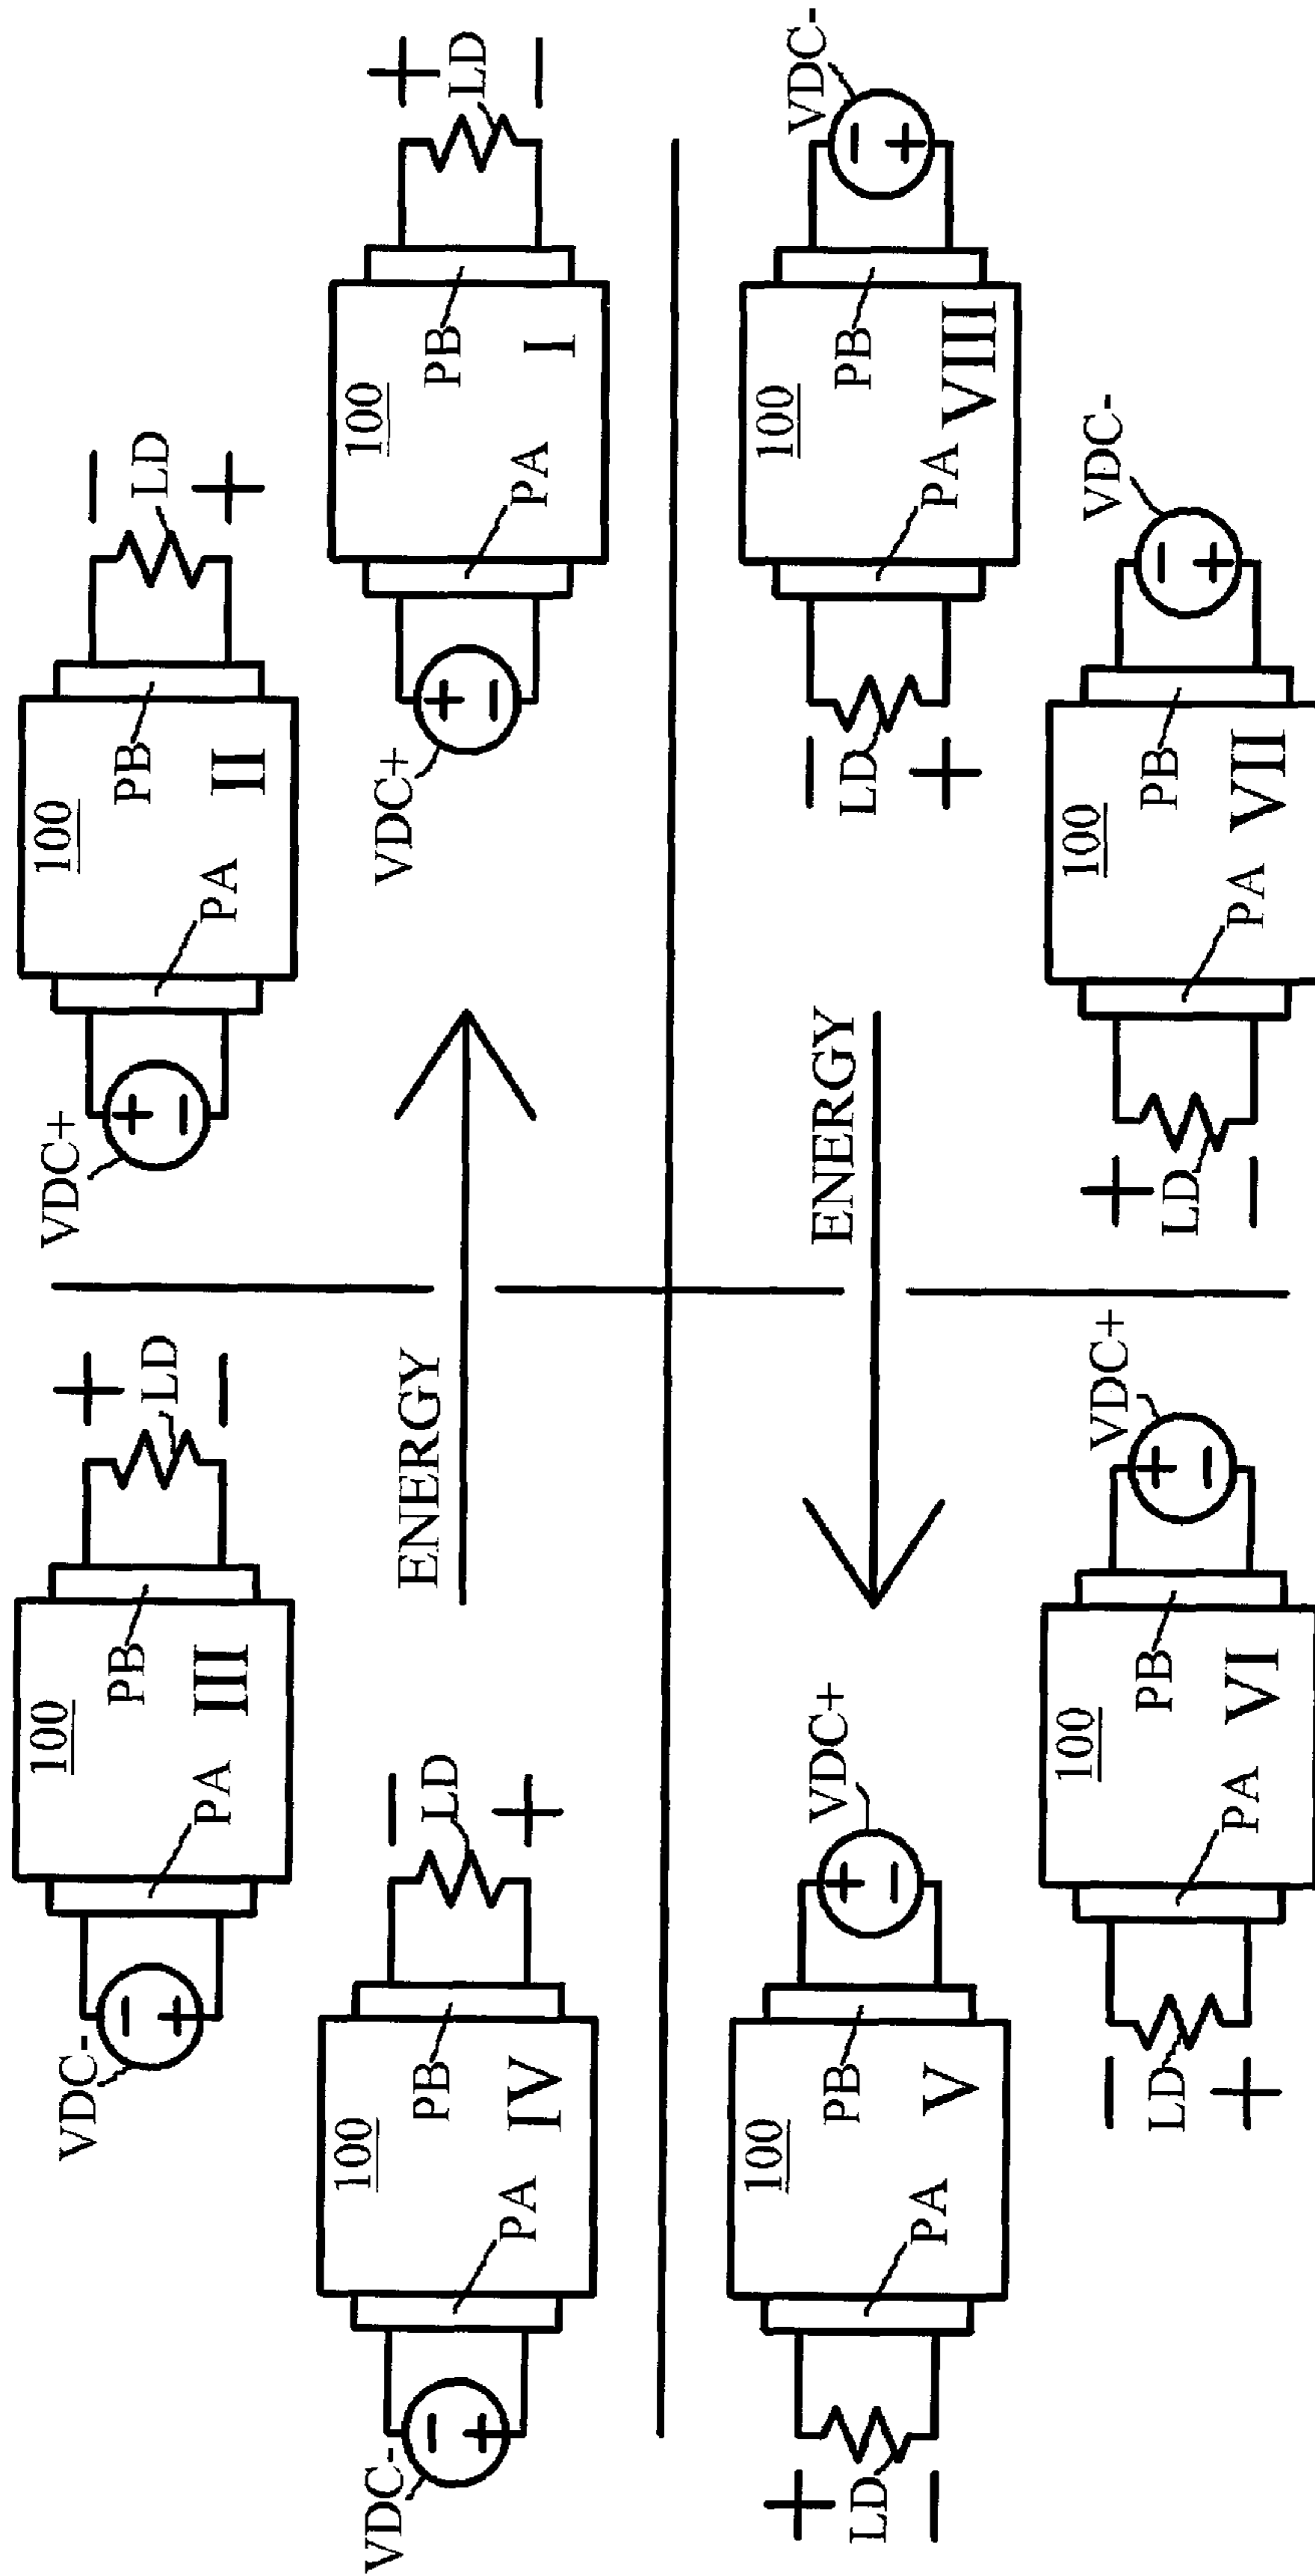 VDC-
-
+
100
PA
PB
III
+
LD
-
VDC+
+
-
100
PA
PB
II
-
LD
+
VDC-
-
+
100
PA
PB
IV
-
LD
+
ENERGY
VDC+
+
-
100
PA
PB
I
+
LD
-
+
LD
-
100
PA
PB
V
VDC+
+
-
ENERGY
-
LD
+
100
PA
PB
VIII
VDC-
-
+
-
LD
+
100
PA
PB
VI
VDC+
+
-
+
LD
-
100
PA
PB
VII
VDC-
-
+